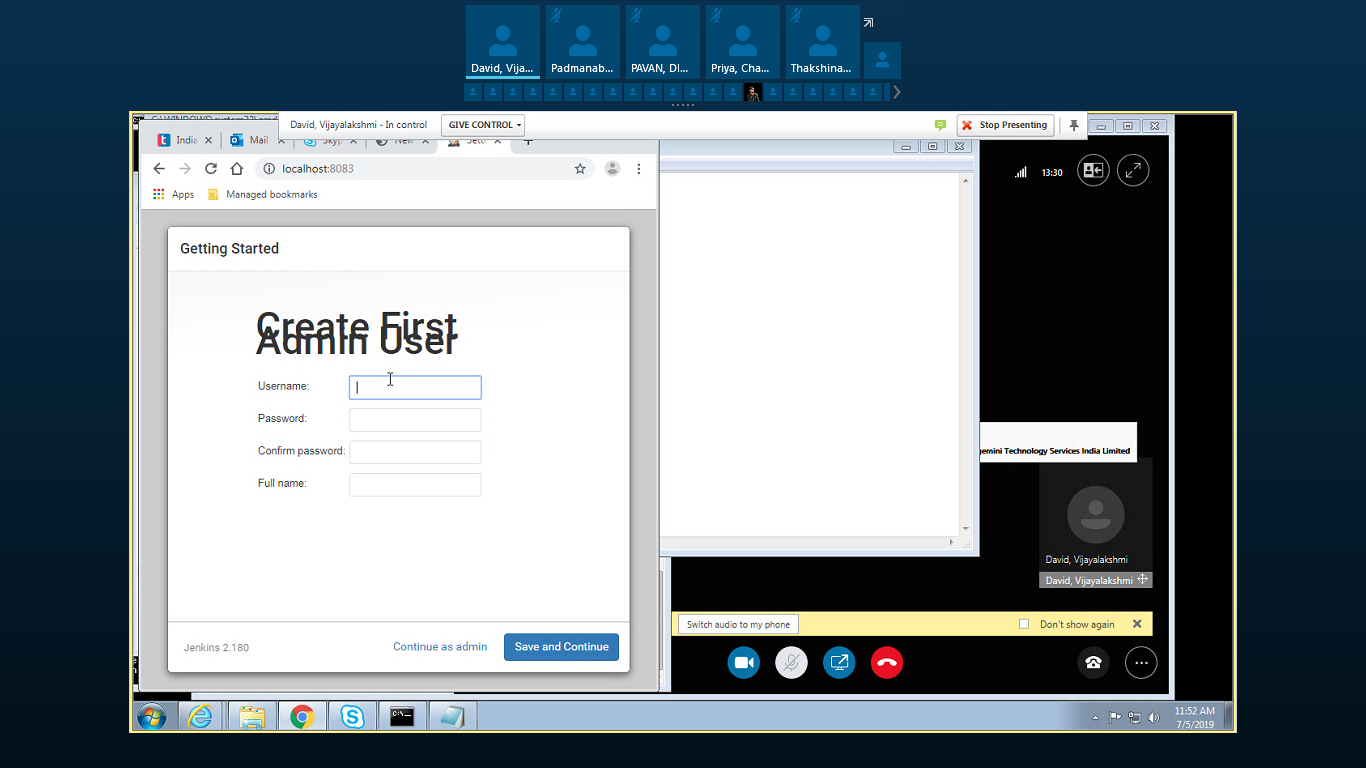 David, Vija...
Padmanab...
PAVAN, DI...
Priya, Cha...
Thakshina...
David, Vijayalakshmi - In control
GIVE CONTROL
Stop Presenting
India
Mail
localhost:8083
Apps
Managed bookmarks
13:30
Getting Started
Create First
Admin User
Username:
Password:
Confirm password:
Full name:
Jenkins 2.180
Continue as admin
Save and Continue
gemini Technology Services India Limited
David, Vijayalakshmi
David, Vijayalakshmi
Switch audio to my phone
Don't show again
11:52 AM
7/5/2019